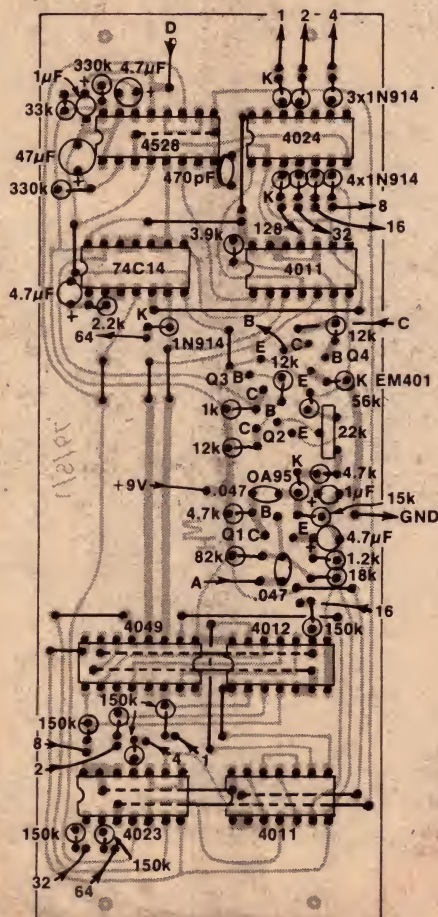 1 2 4
D
330k
1µF
4.7µF
+
+
K
33k
3x1N914
4528
4024
47µF
+
470pF
4x1N914
330k
K
8
128
32
16
3.9k
74C14
4011
4.7µF
+
2.2k
K
B
C
64
1N914
C
12k
E
B
Q4
12k
Q3
B
E
K
EM401
C
1k
B
56k
C
Q2
E
22k
12k
K
4.7k
+9V
.047
OA95
1µF
+
15k
4.7k
B
E
GND
Q1
C
4.7µF
+
82k
1.2k
A
18k
.047
16
150k
4049
4012
150k
150k
8
2
4
1
150k
4023
4011
32
64
150k